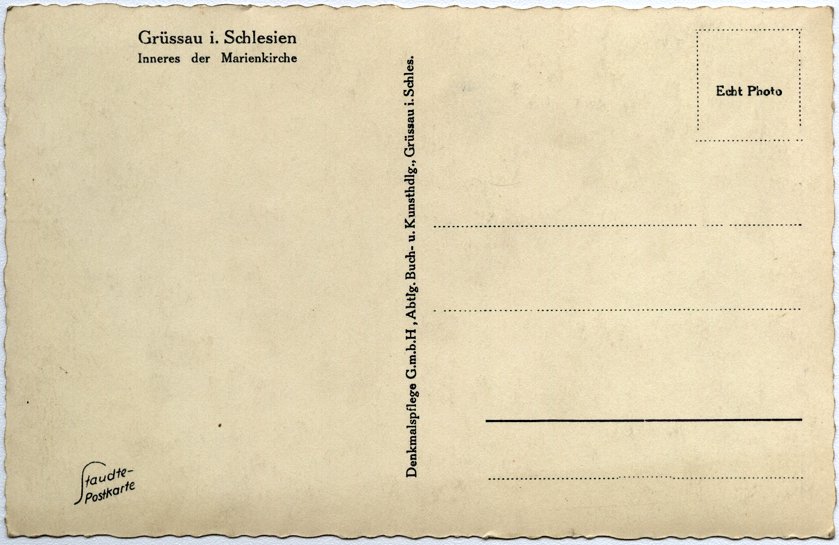 Grüssau i. Schlesien
Inneres der Marienkirche
Denkmalspflege G.m.b.H, Abtlg. Buch- u. Kunsthdlg., Grüssau i. Schles.
Echt Photo
Staudte-
Postkarte